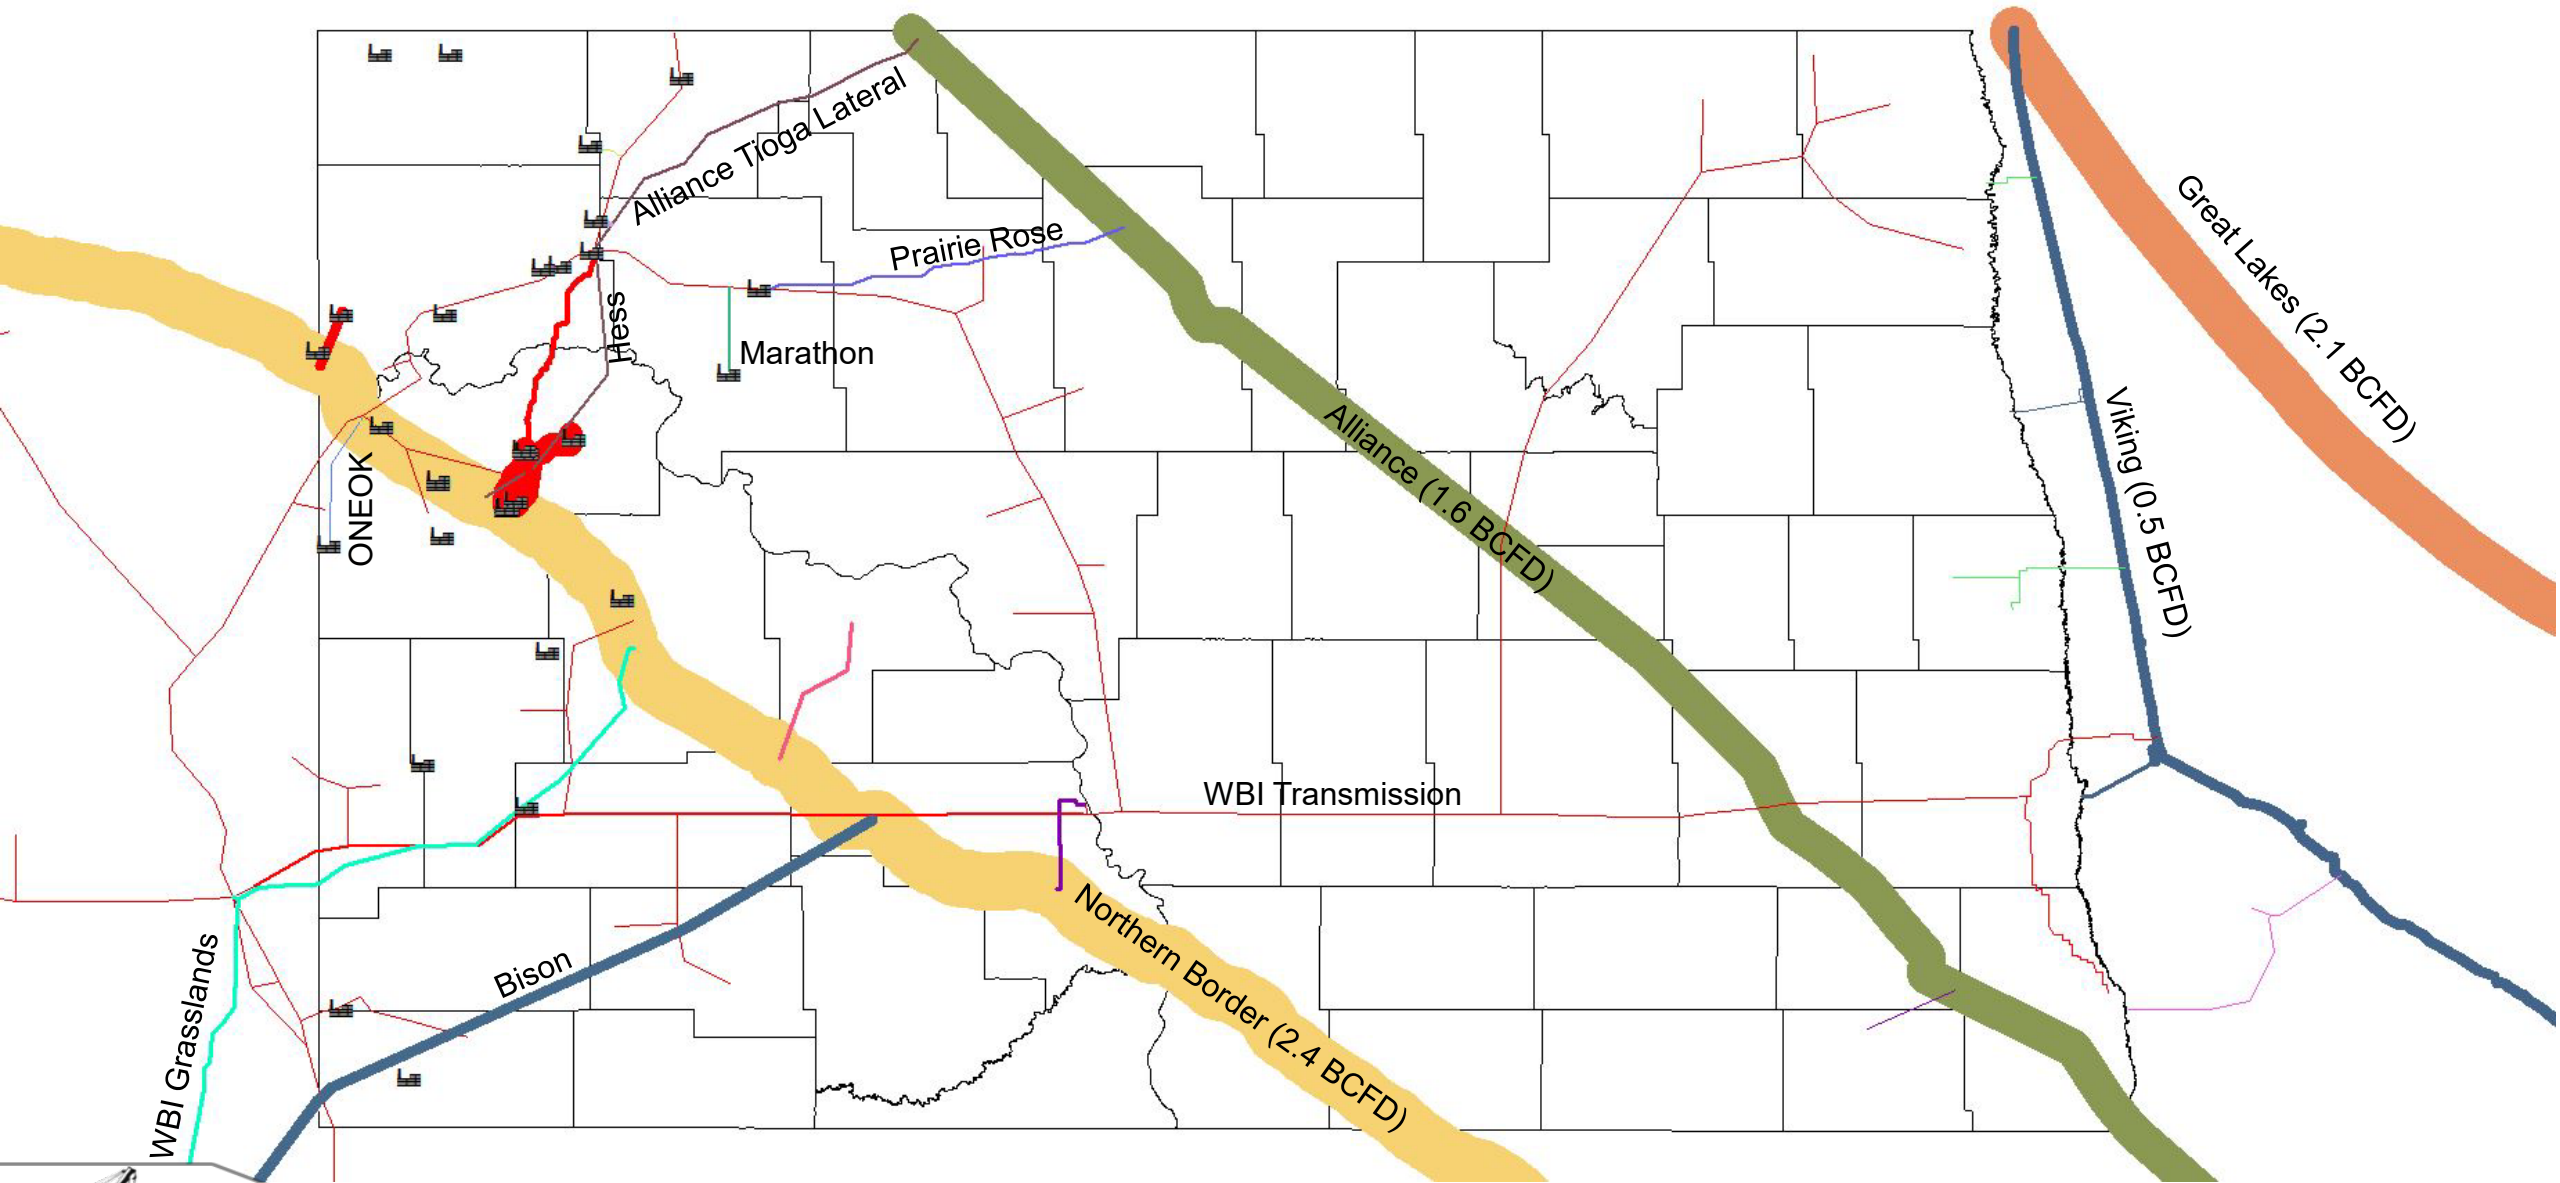 Alliance Tioga Lateral
Great Lakes (2.1 BCFD)
Prairie Rose
Hess
Marathon
Alliance (1.6 BCFD)
Viking (0.5 BCFD)
ONEOK
WBI Transmission
Northern Border (2.4 BCFD)
Bison
WBI Grasslands